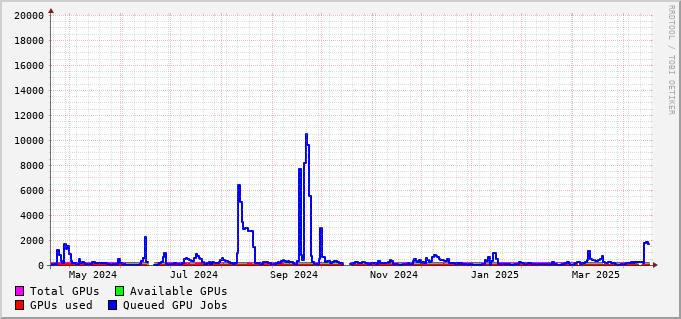 20000
18000
16000
14000
12000
10000
8000
6000
4000
2000
0
May 2024 Jul 2024 Sep 2024 Nov 2024 Jan 2025 Mar 2025
Total GPUs Available GPUs
GPUs used Queued GPU Jobs
RRDTOOL / TOBI OETIKER